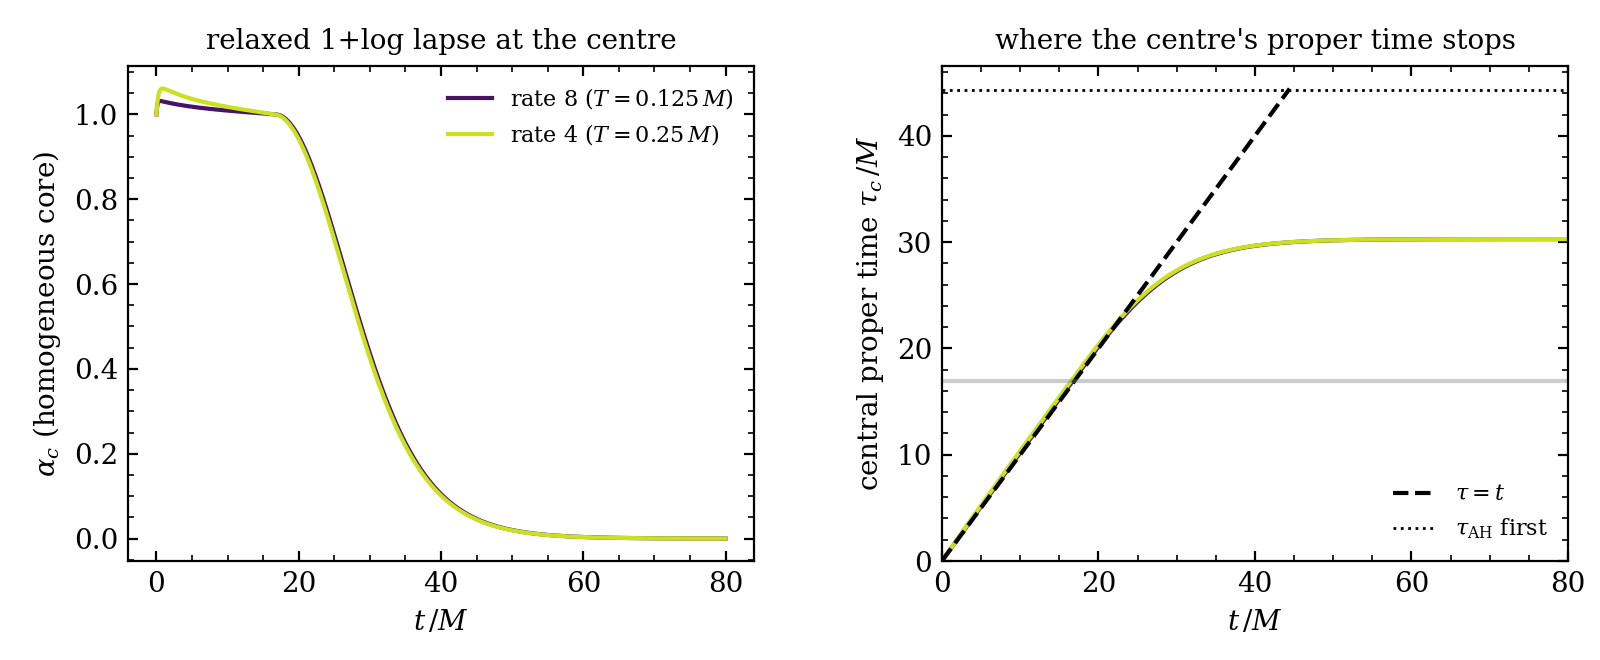 relaxed 1+log lapse at the centre
α_c (homogeneous core)
1.0
0.8
0.6
0.4
0.2
0.0
rate 8 (T = 0.125 M)
rate 4 (T = 0.25 M)
0 20 40 60 80
t/M
where the centre's proper time stops
central proper time τ_c/M
40
30
20
10
0
τ = t
τ_AH first
0 20 40 60 80
t/M